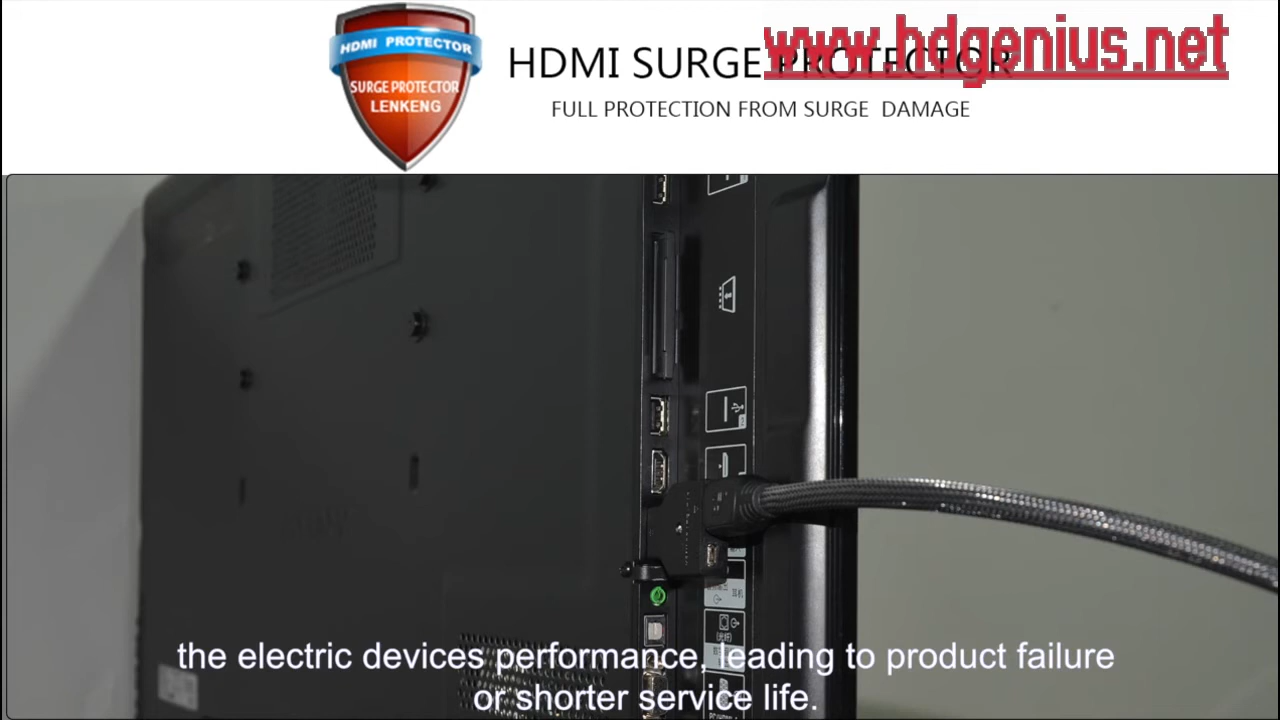 HDMI PROTECTOR
SURGE PROTECTOR
LENKENG
HDMI SURGE PROTECTOR
www.hdgenius.net
FULL PROTECTION FROM SURGE DAMAGE
the electric devices performance, leading to product failure
or shorter service life.